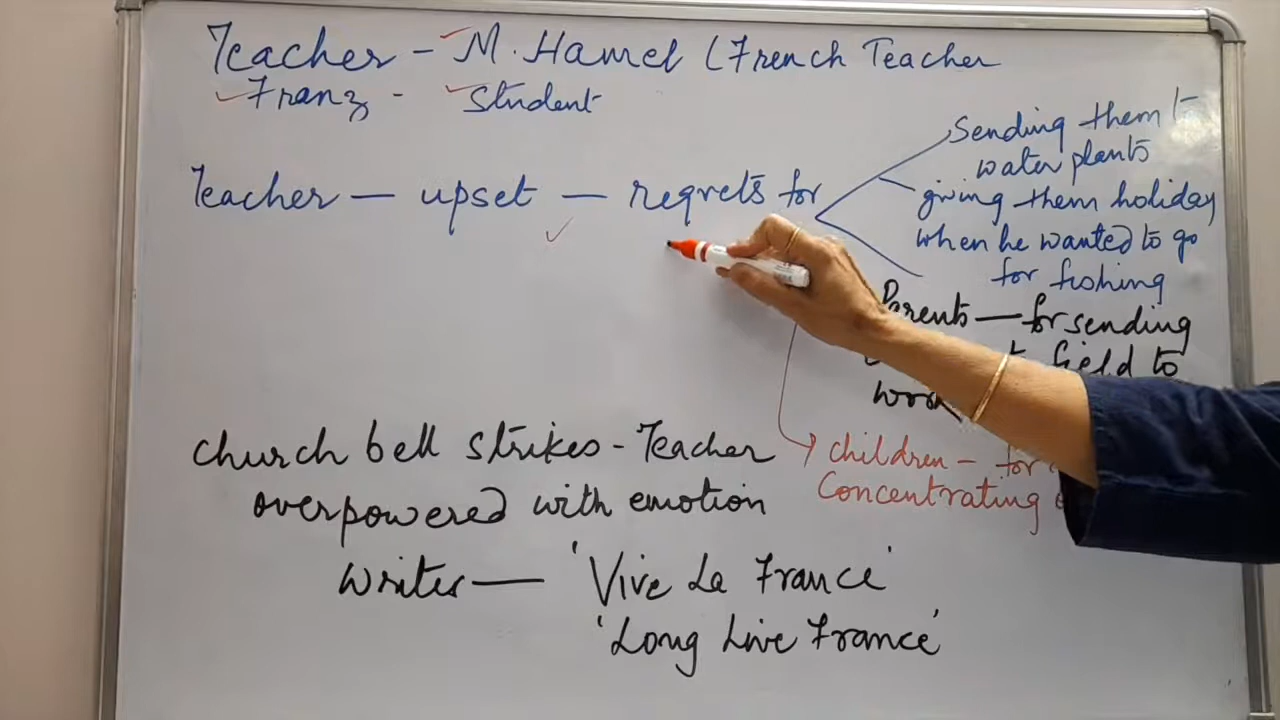 Teacher - M. Hamel (French Teacher
Franz - Student
Sending them t
water plants
Teacher — upset — regrets for
giving them holiday
when he wanted to go
for fishing
Parents — for sending
field to
work
Church bell strikes - Teacher
overpowered with emotion
children - for
Concentrating
Writer — 'Vive La France'
'Long Live France'